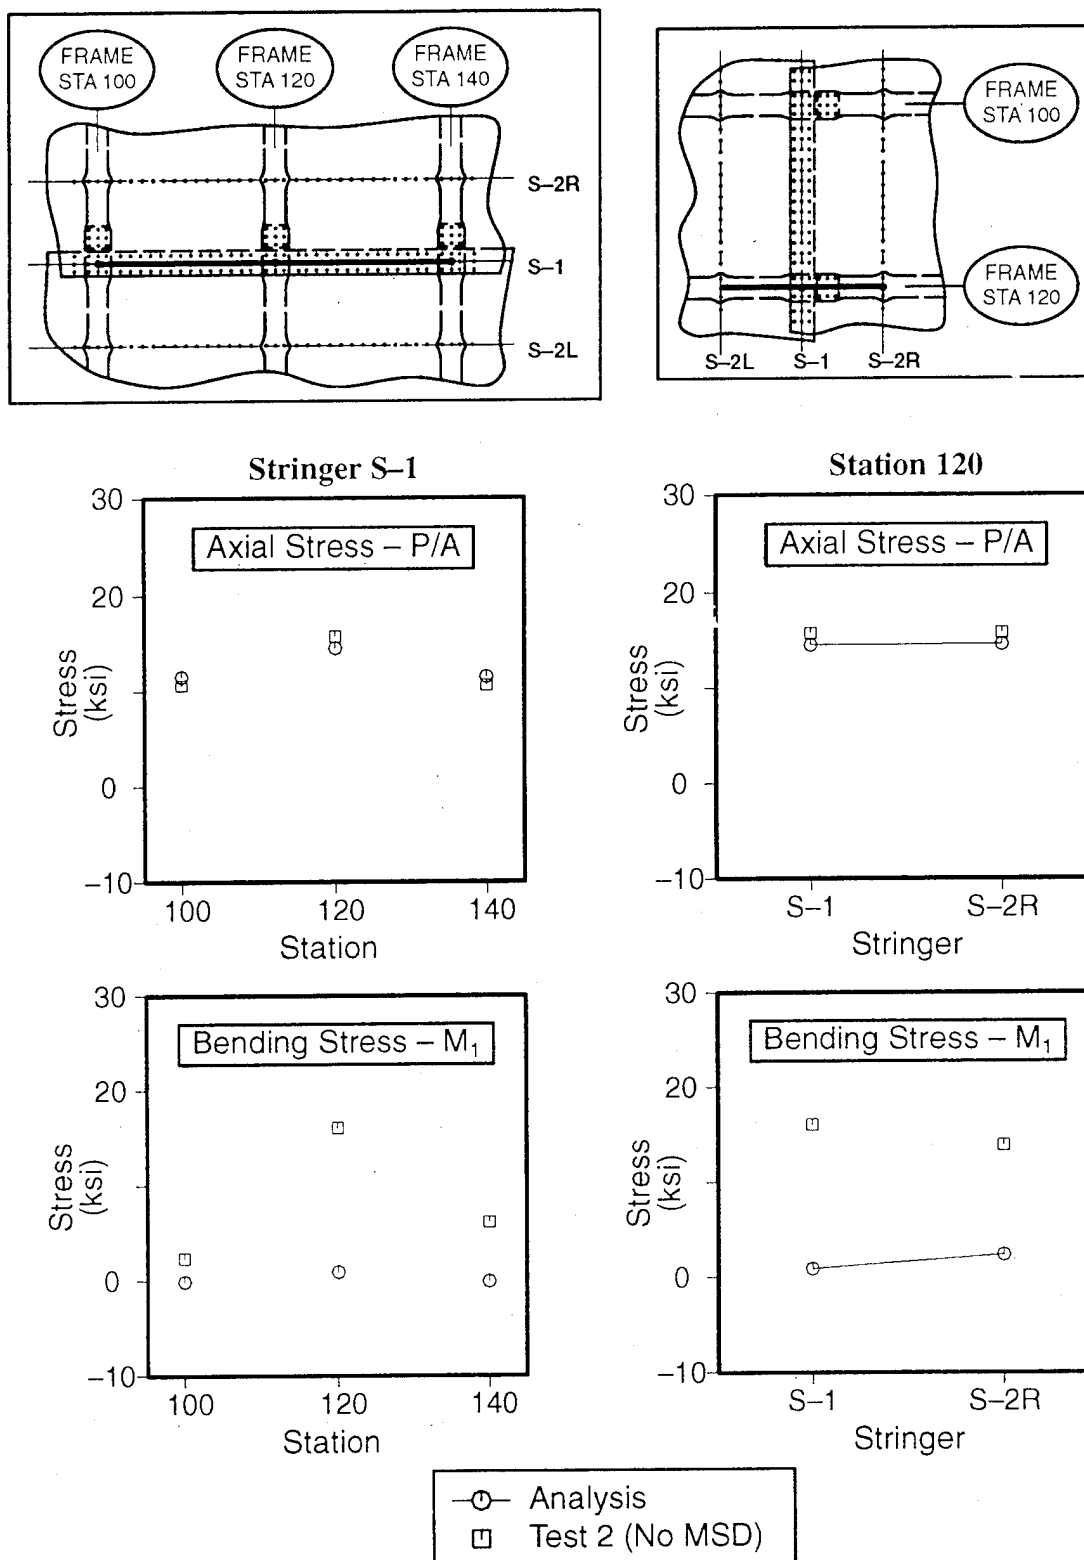 FRAME
STA 100
FRAME
STA 120
FRAME
STA 140
S–2R
S–1
S–2L
FRAME
STA 100
FRAME
STA 120
S–2L
S–1
S–2R
Stringer S–1
30
20
10
0
–10
Axial Stress – P/A
Stress
(ksi)
100
120
140
Station
Station 120
30
20
10
0
–10
Axial Stress – P/A
Stress
(ksi)
S–1
S–2R
Stringer
30
20
10
0
–10
Bending Stress – M1
Stress
(ksi)
100
120
140
Station
30
20
10
0
–10
Bending Stress – M1
Stress
(ksi)
S–1
S–2R
Stringer
Analysis
Test 2 (No MSD)